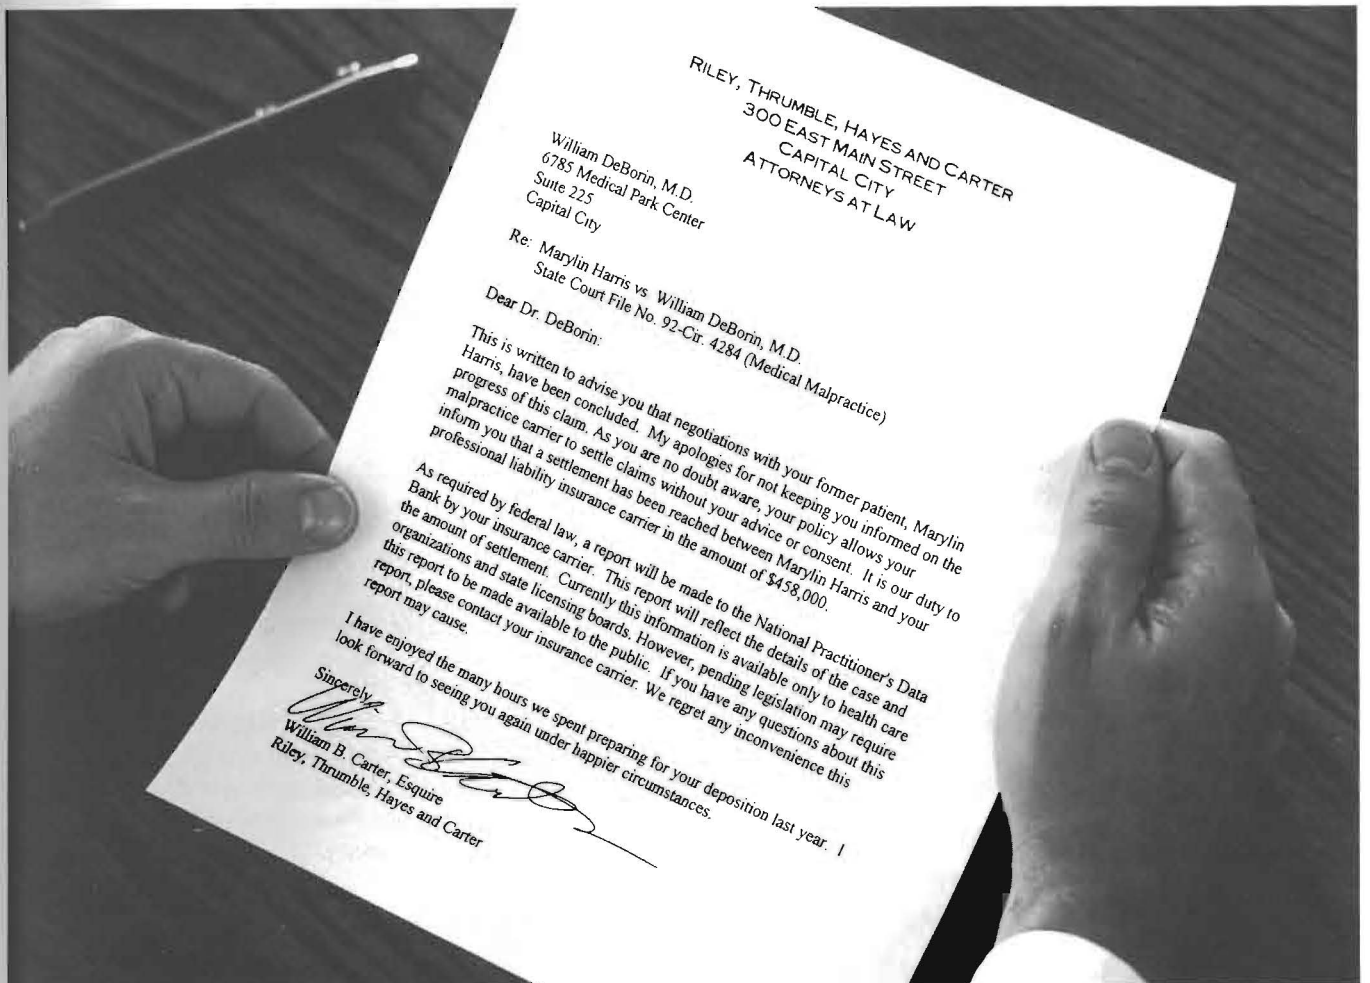 RILEY, THRUMBLE, HAYES AND CARTER
300 EAST MAIN STREET
CAPITAL CITY
ATTORNEYS AT LAW
William DeBorin, M.D.
6785 Medical Park Center
Suite 225
Capital City
Re: Marylin Harris vs. William DeBorin, M.D.
State Court File No. 92-Cir. 4284 (Medical Malpractice)
Dear Dr. DeBorin:
This is written to advise you that negotiations with your former patient, Marylin
Harris, have been concluded. My apologies for not keeping you informed on the
progress of this claim. As you are no doubt aware, your policy allows your
malpractice carrier to settle claims without your advice or consent. It is our duty to
inform you that a settlement has been reached between Marylin Harris and your
professional liability insurance carrier in the amount of $458,000.
As required by federal law, a report will be made to the National Practitioner's Data
Bank by your insurance carrier. This report will reflect the details of the case and
the amount of settlement. Currently this information is available only to health care
organizations and state licensing boards. However, pending legislation may require
this report to be made available to the public. If you have any questions about this
report, please contact your insurance carrier. We regret any inconvenience this
report may cause.
I have enjoyed the many hours we spent preparing for your deposition last year. I
look forward to seeing you again under happier circumstances.
Sincerely,
William B. Carter, Esquire
Riley, Thrumble, Hayes and Carter